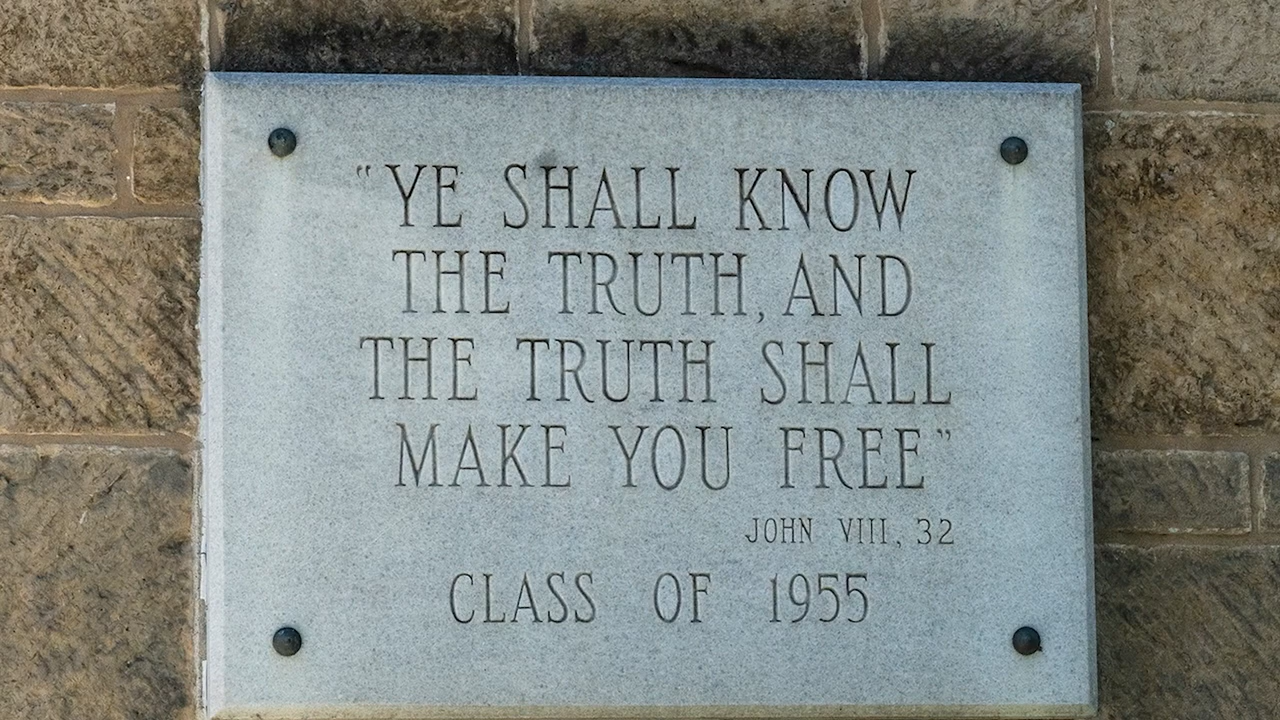 “YE SHALL KNOW
THE TRUTH, AND
THE TRUTH SHALL
MAKE YOU FREE”
JOHN VIII, 32
CLASS OF 1955